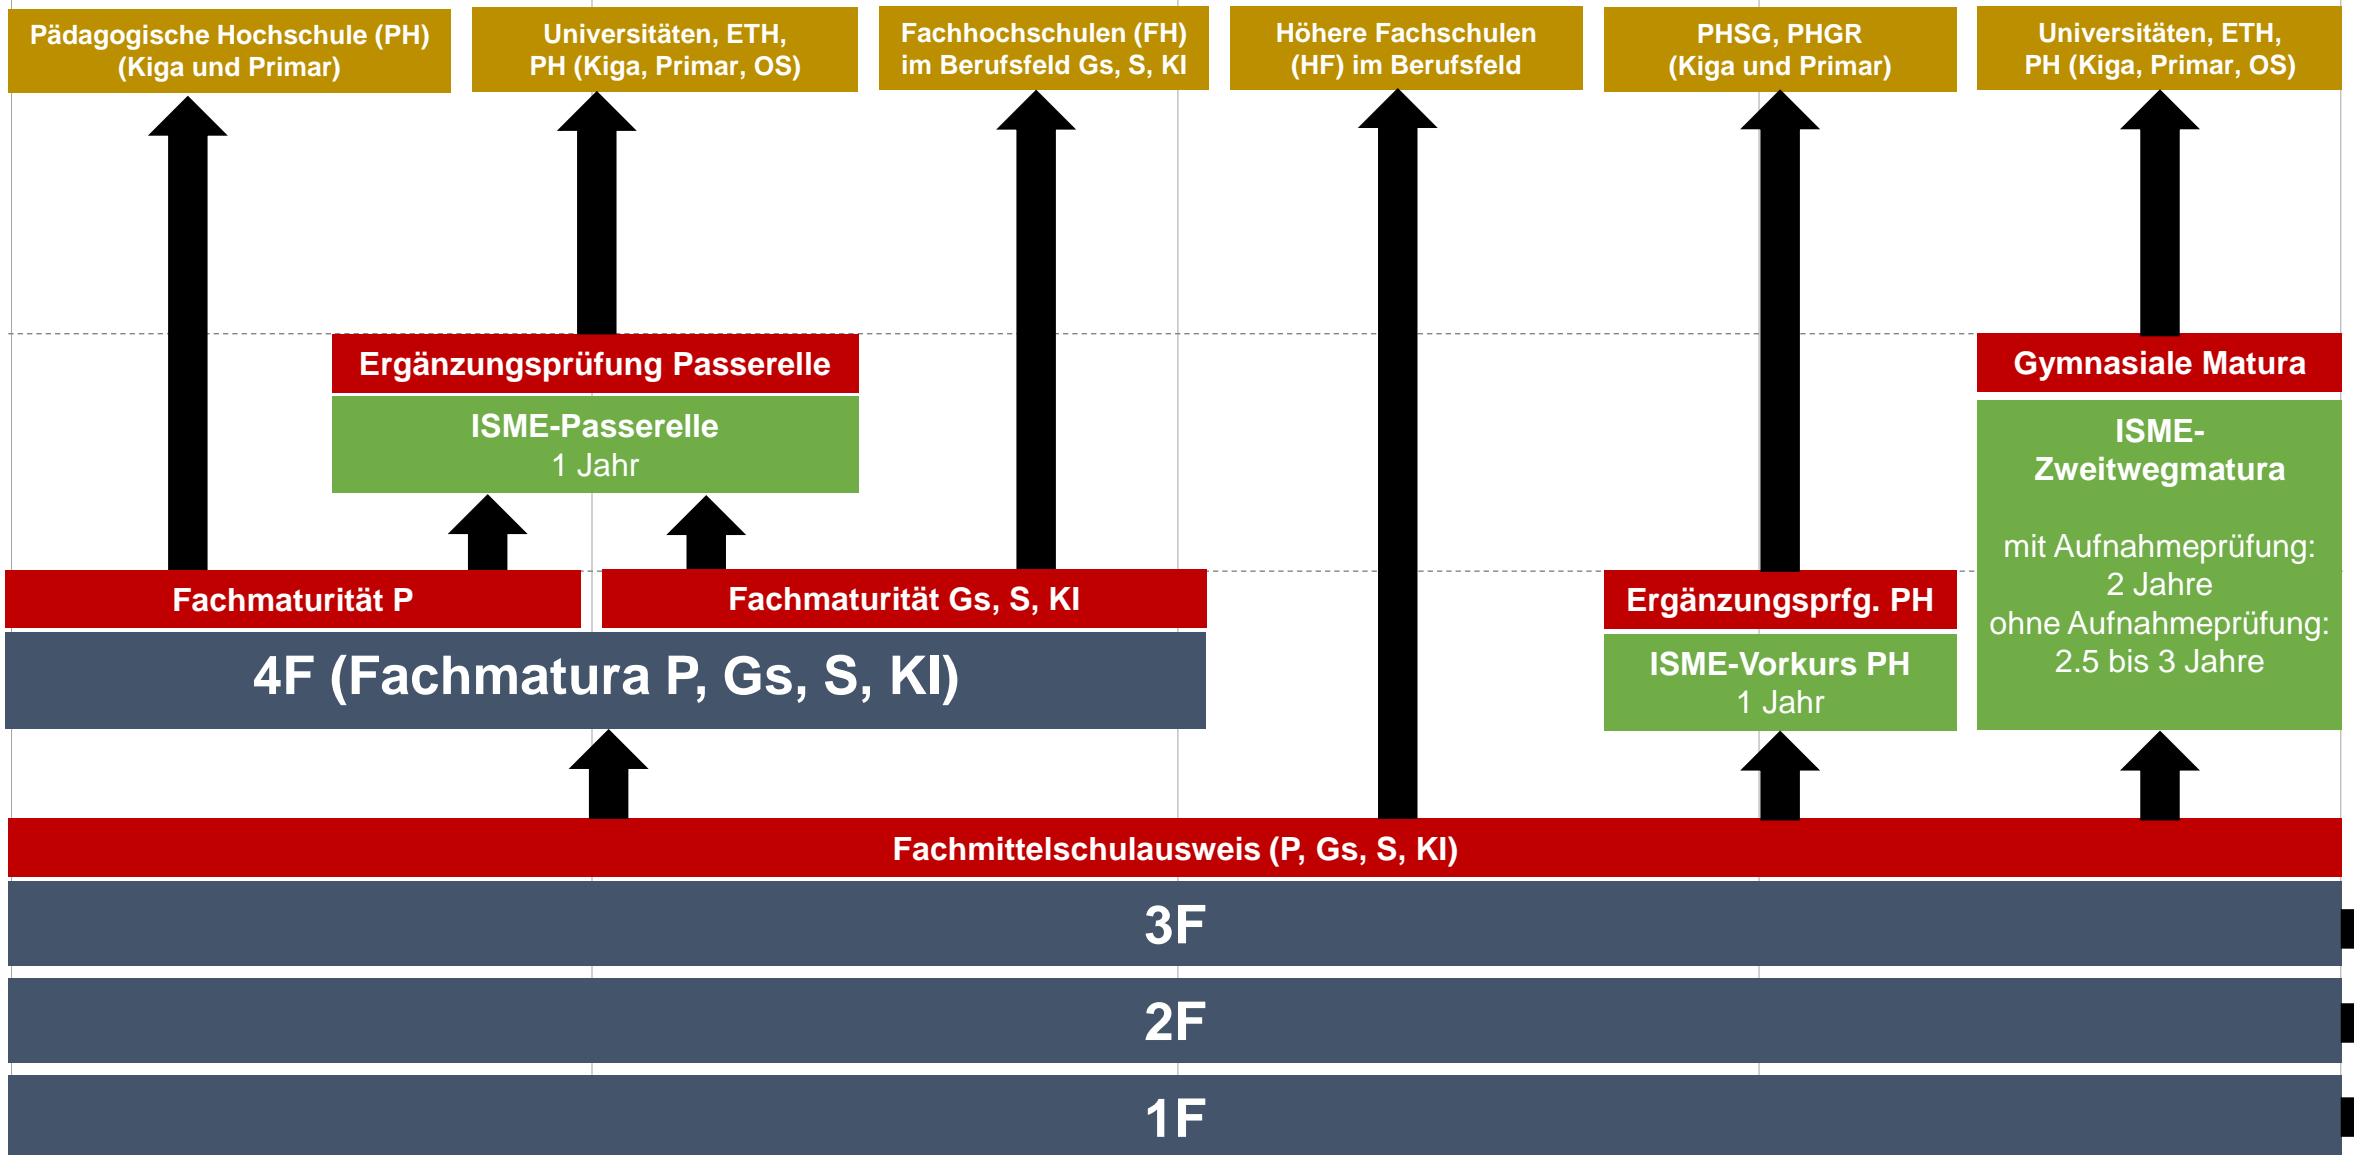 Pädagogische Hochschule (PH)
(Kiga und Primar)
Universitäten, ETH,
PH (Kiga, Primar, OS)
Fachhochschulen (FH)
im Berufsfeld Gs, S, KI
Höhere Fachschulen
(HF) im Berufsfeld
PHSG, PHGR
(Kiga und Primar)
Universitäten, ETH,
PH (Kiga, Primar, OS)
Ergänzungsprüfung Passerelle
ISME-Passerelle
1 Jahr
Gymnasiale Matura
ISME-
Zweitwegmatura
mit Aufnahmeprüfung:
2 Jahre
ohne Aufnahmeprüfung:
2.5 bis 3 Jahre
Fachmaturität P
Fachmaturität Gs, S, KI
Ergänzungsprfg. PH
4F (Fachmatura P, Gs, S, KI)
ISME-Vorkurs PH
1 Jahr
Fachmittelschulausweis (P, Gs, S, KI)
3F
2F
1F